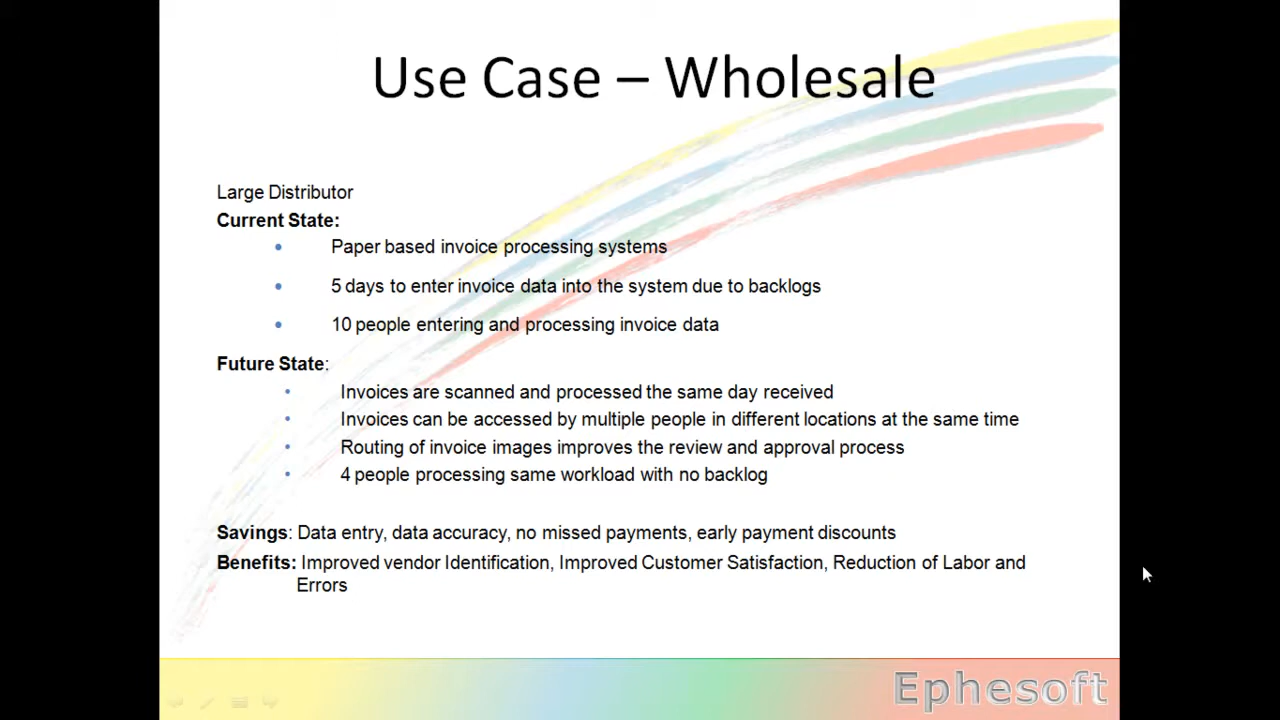 Use Case – Wholesale
Large Distributor
Current State:
• Paper based invoice processing systems
• 5 days to enter invoice data into the system due to backlogs
• 10 people entering and processing invoice data
Future State:
• Invoices are scanned and processed the same day received
• Invoices can be accessed by multiple people in different locations at the same time
• Routing of invoice images improves the review and approval process
• 4 people processing same workload with no backlog
Savings: Data entry, data accuracy, no missed payments, early payment discounts
Benefits: Improved vendor Identification, Improved Customer Satisfaction, Reduction of Labor and
Errors
Ephesoft